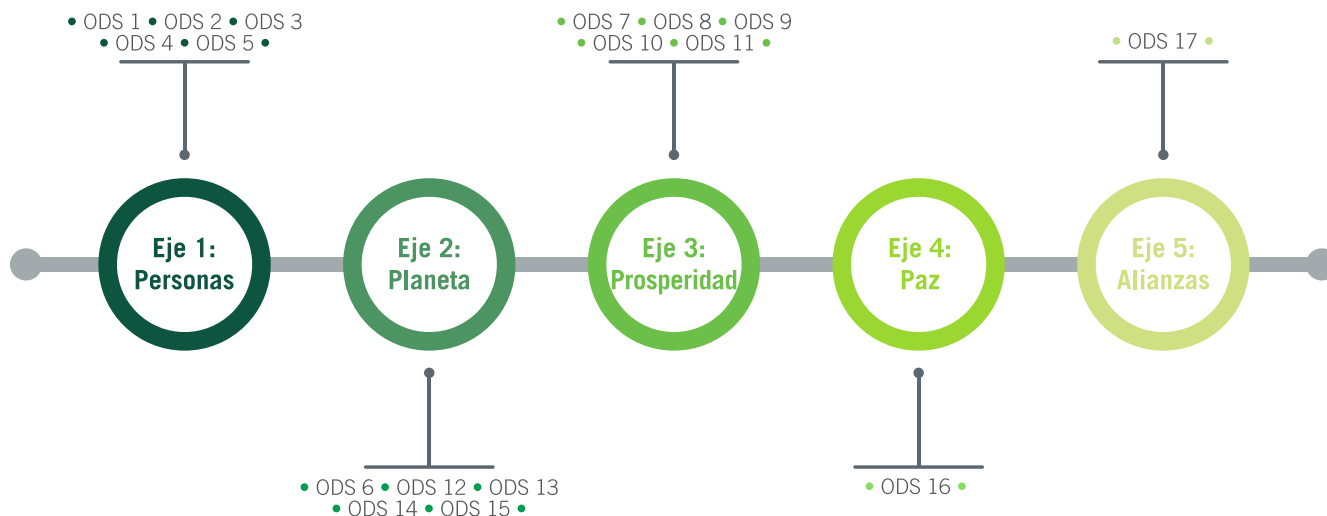 • ODS 1 • ODS 2 • ODS 3
• ODS 4 • ODS 5 •
• ODS 7 • ODS 8 • ODS 9
• ODS 10 • ODS 11 •
• ODS 17 •
Eje 1:
Personas
Eje 2:
Planeta
Eje 3:
Prosperidad
Eje 4:
Paz
Eje 5:
Alianzas
• ODS 6 • ODS 12 • ODS 13
• ODS 14 • ODS 15 •
• ODS 16 •